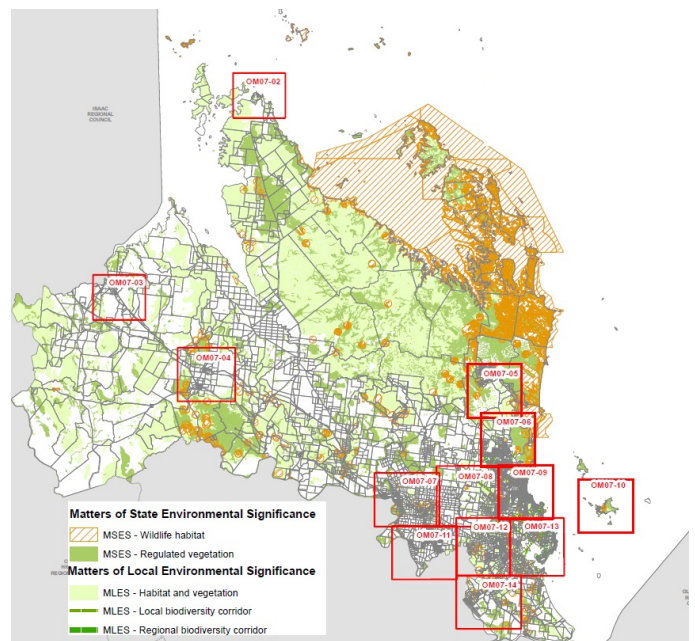 OM07-02
ISAAC
REGIONAL
COUNCIL
OM07-03
OM07-04
OM07-05
OM07-06
OM07-07
OM07-08
OM07-09
OM07-10
OM07-11
OM07-12
OM07-13
OM07-14
Matters of State Environmental Significance
MSES - Wildlife habitat
MSES - Regulated vegetation
Matters of Local Environmental Significance
MLES - Habitat and vegetation
MLES - Local biodiversity corridor
MLES - Regional biodiversity corridor